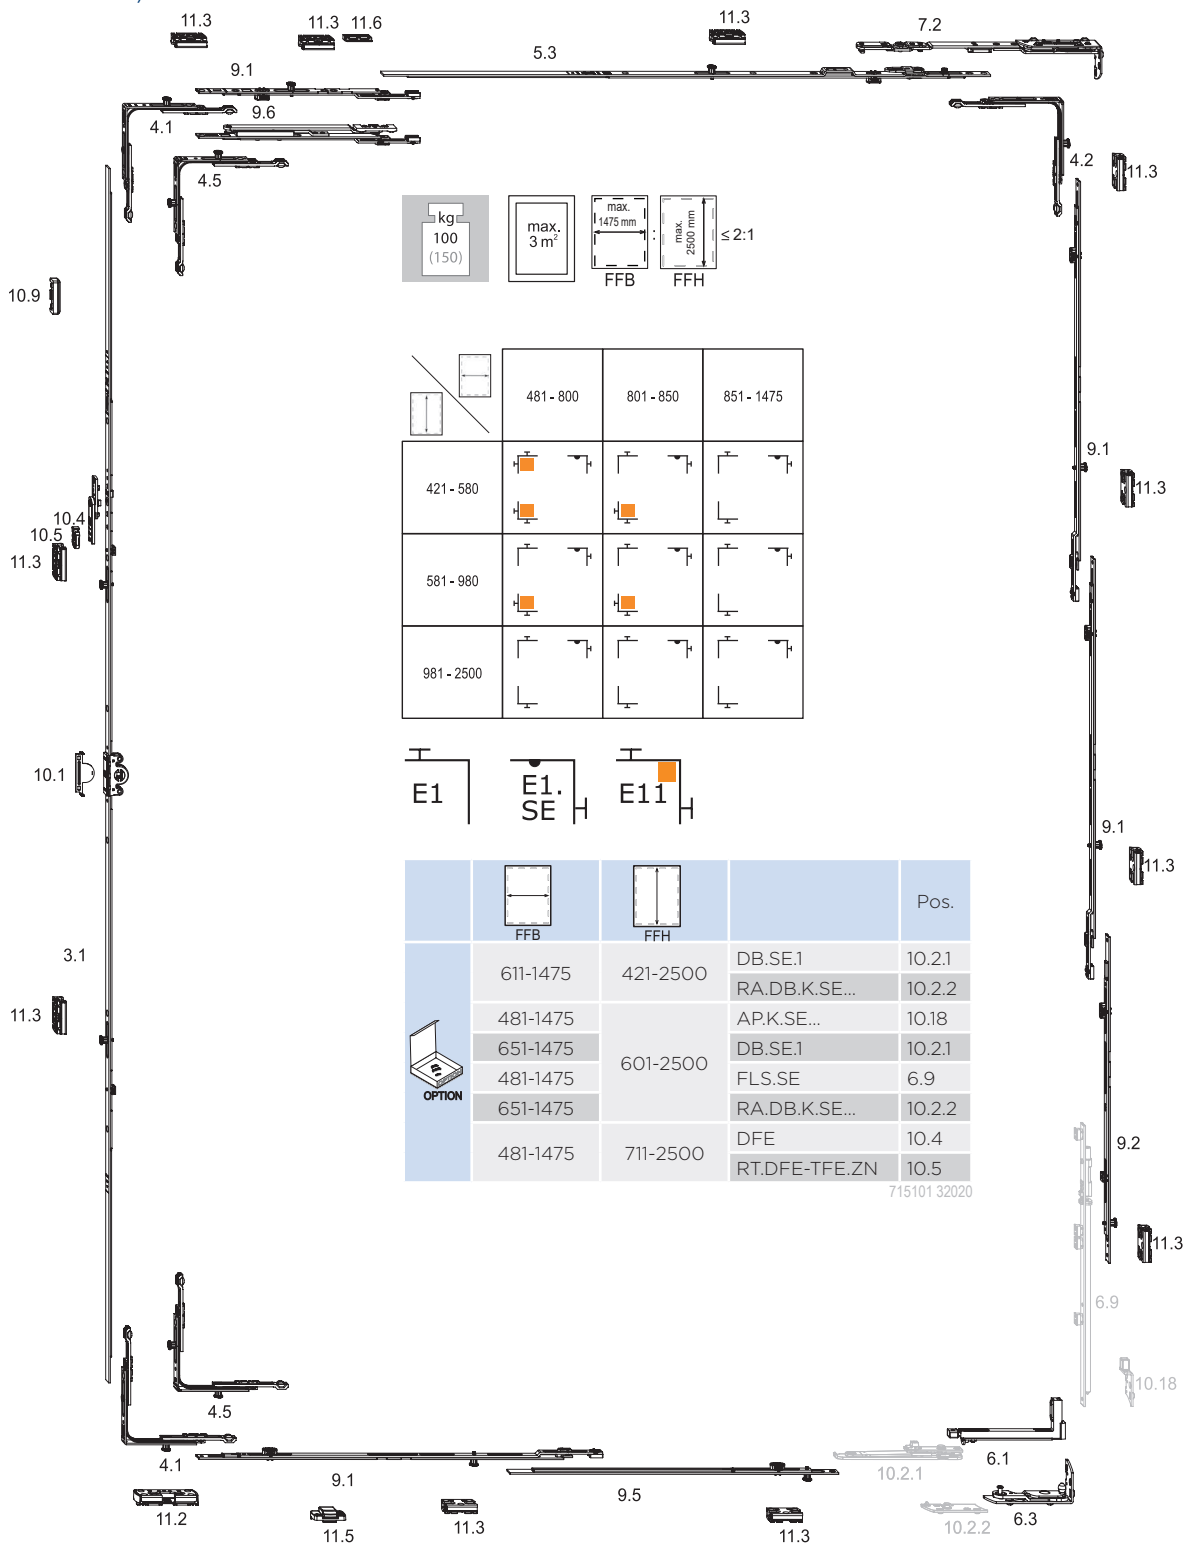 11.3
11.3
11.6
11.3
7.2
5.3
9.1
9.6
4.1
4.5
4.2
11.3
kg
100
(150)
max.
3 m²
max.
1475 mm
:
max.
2500 mm
≤ 2:1
FFB
FFH
10.9
481 - 800
801 - 850
851 - 1475
421 - 580
581 - 980
981 - 2500
9.1
11.3
10.4
10.5
11.3
10.1
E1
E1.
SE
E11
9.1
11.3
3.1
11.3
FFB
FFH
Pos.
611-1475
421-2500
DB.SE.1
10.2.1
RA.DB.K.SE...
10.2.2
481-1475
601-2500
AP.K.SE...
10.18
651-1475
DB.SE.1
10.2.1
481-1475
FLS.SE
6.9
651-1475
RA.DB.K.SE...
10.2.2
481-1475
711-2500
DFE
10.4
RT.DFE-TFE.ZN
10.5
OPTION
715101 32020
9.2
11.3
6.9
10.18
4.5
4.1
9.1
9.5
10.2.1
6.1
11.2
11.5
11.3
11.3
10.2.2
6.3